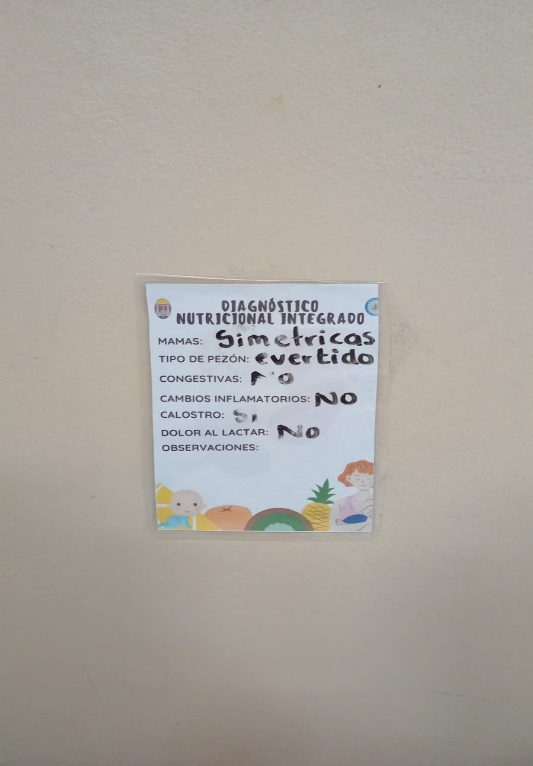 DIAGNÓSTICO
NUTRICIONAL INTEGRADO
MAMAS: Simetricas
TIPO DE PEZÓN: evertido
CONGESTIVAS: No
CAMBIOS INFLAMATORIOS: NO
CALOSTRO: Si
DOLOR AL LACTAR: No
OBSERVACIONES: